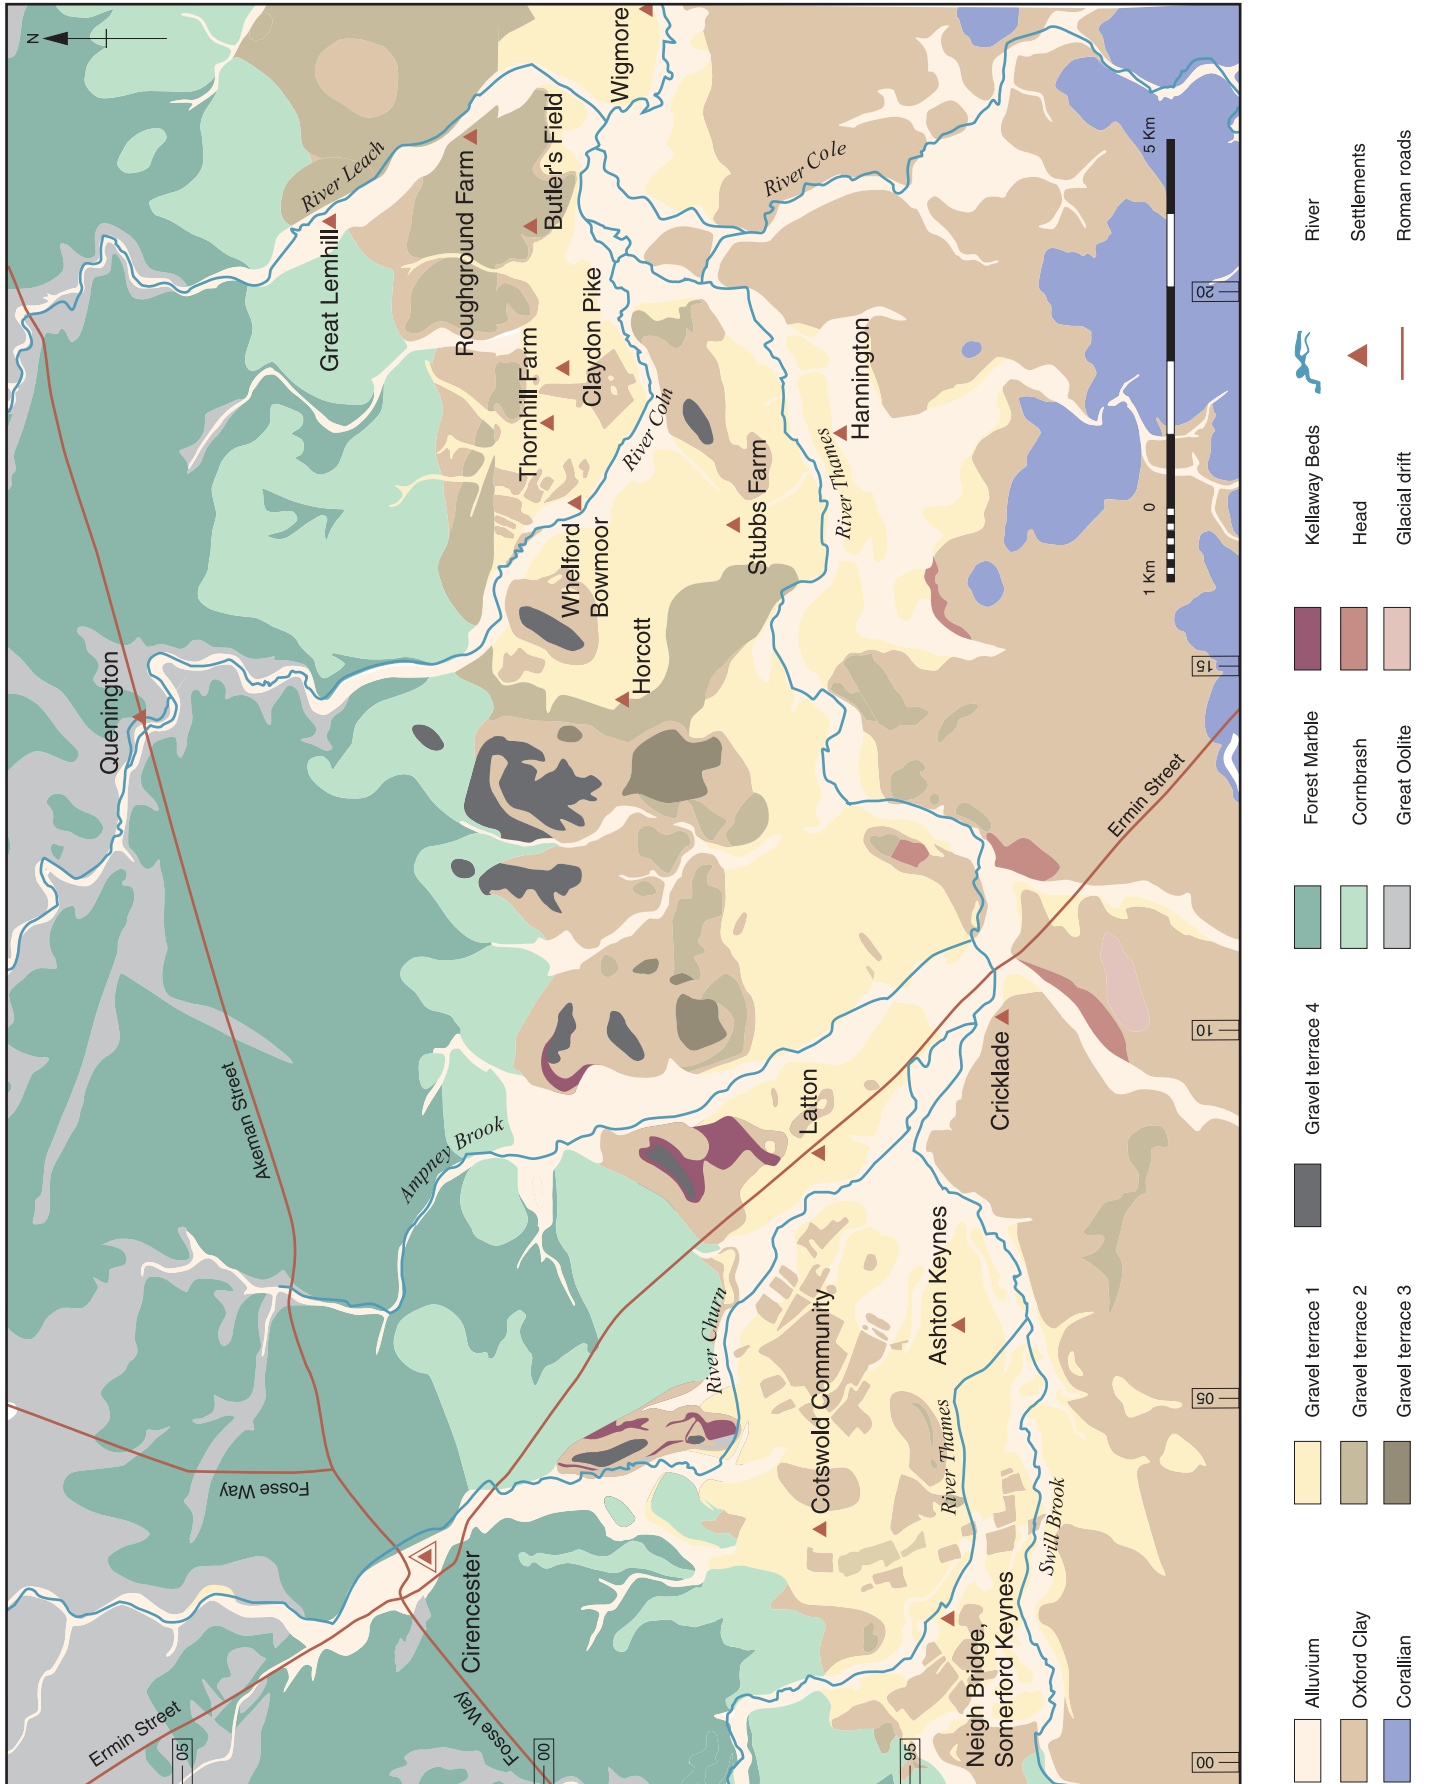 N
Ermin Street
Fosse Way
Fosse Way
Akeman Street
Cirencester
Quenington
Ampney Brook
River Churn
River Leach
Great Lemhill
Roughground Farm
Butler's Field
Wigmore
Thornhill Farm
Claydon Pike
River Coln
River Cole
Whelford
Bowmoor
Horcott
Stubbs Farm
River Thames
Hannington
Latton
Cricklade
Ermin Street
Cotswold Community
Ashton Keynes
River Thames
Swill Brook
Neigh Bridge,
Somerford Keynes
05
00
95
00
05
10
15
20
1 Km
0
5 Km
Alluvium
Oxford Clay
Corallian
Gravel terrace 1
Gravel terrace 2
Gravel terrace 3
Gravel terrace 4
Forest Marble
Cornbrash
Great Oolite
Kellaway Beds
Head
Glacial drift
River
Settlements
Roman roads